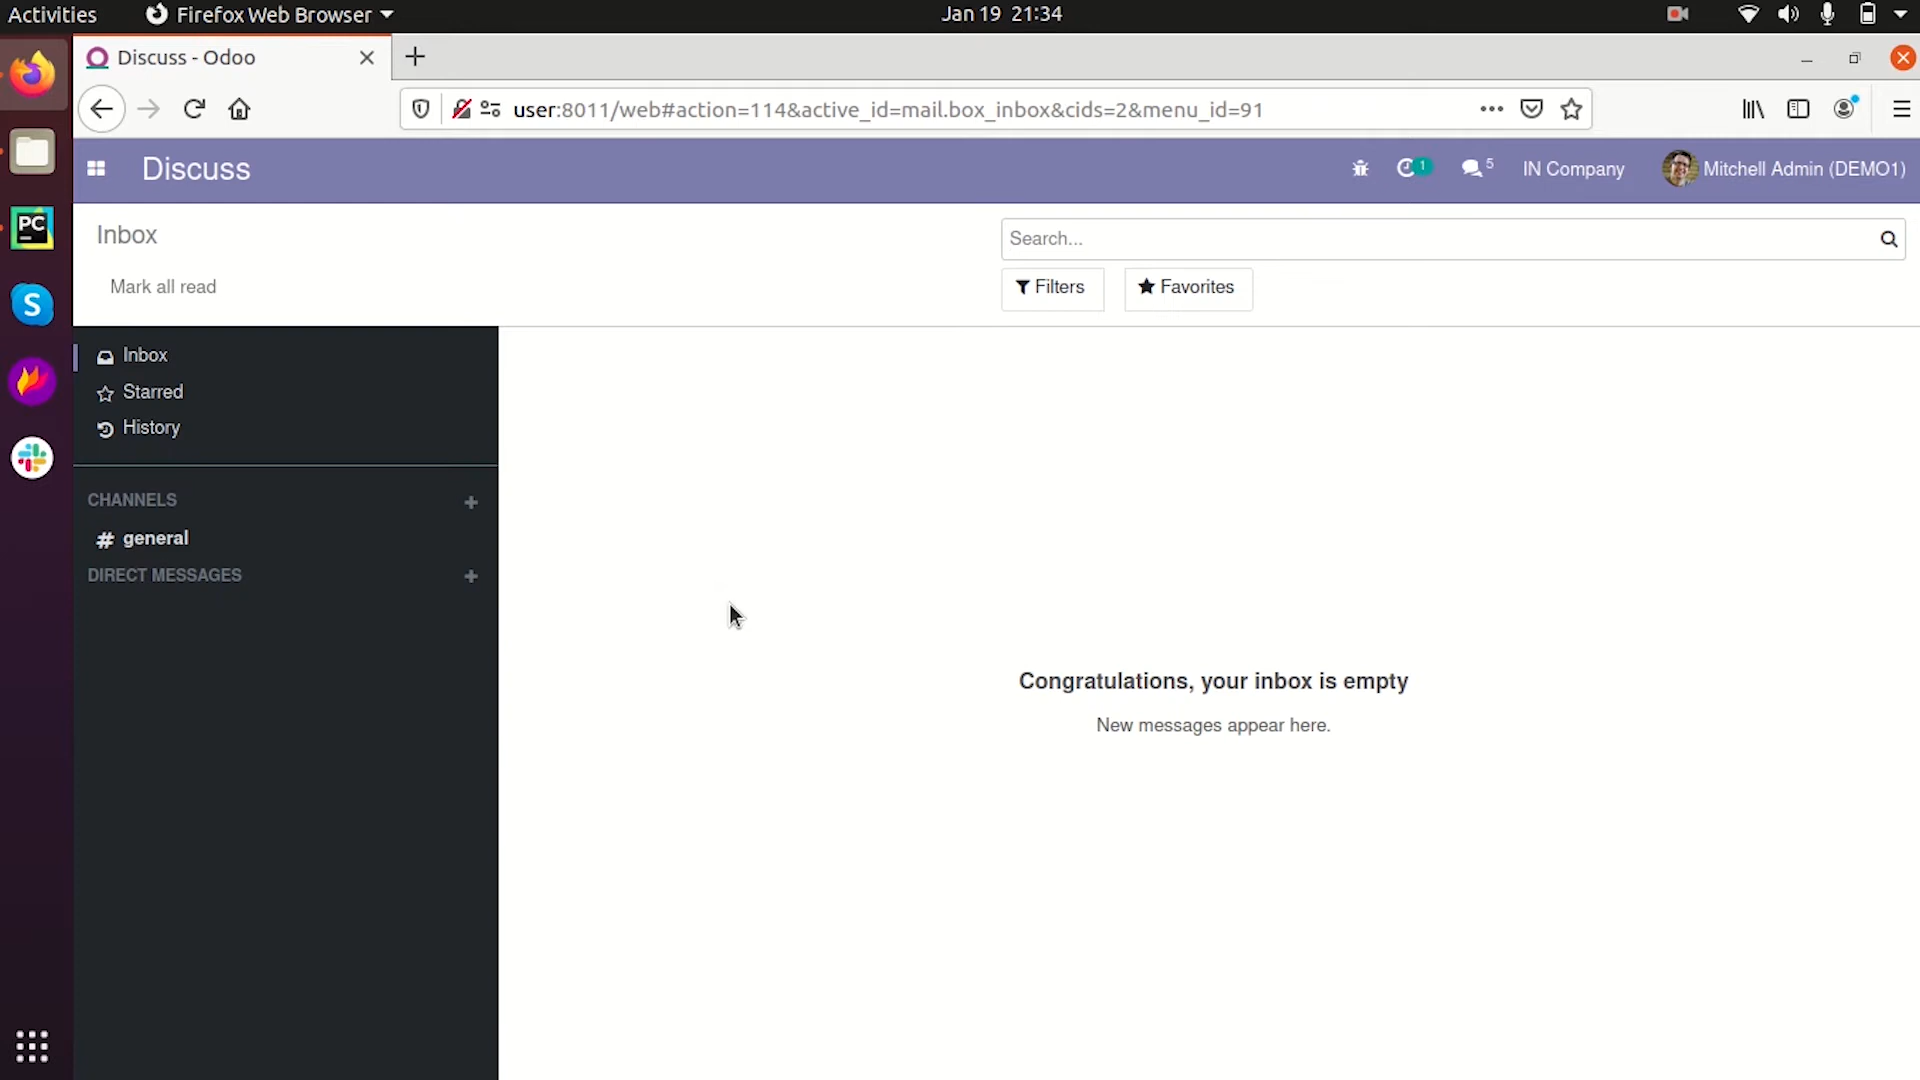 Activities
Firefox Web Browser
Jan 19 21:34
Discuss - Odoo
user:8011/web#action=114&active_id=mail.box_inbox&cids=2&menu_id=91
Discuss
1
5
IN Company
Mitchell Admin (DEMO1)
Inbox
Search...
Mark all read
Filters
Favorites
Inbox
Starred
History
CHANNELS
# general
DIRECT MESSAGES
Congratulations, your inbox is empty
New messages appear here.
PC
S